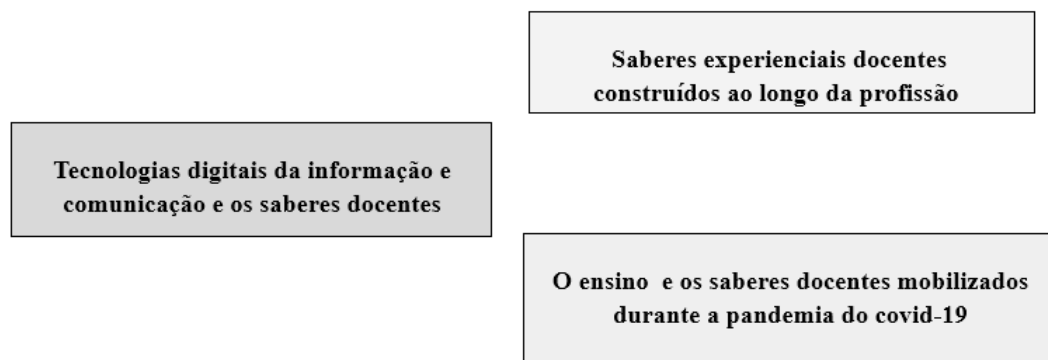 Saberes experienciais docentes
construídos ao longo da profissão
Tecnologias digitais da informação e
comunicação e os saberes docentes
O ensino e os saberes docentes mobilizados
durante a pandemia do covid-19